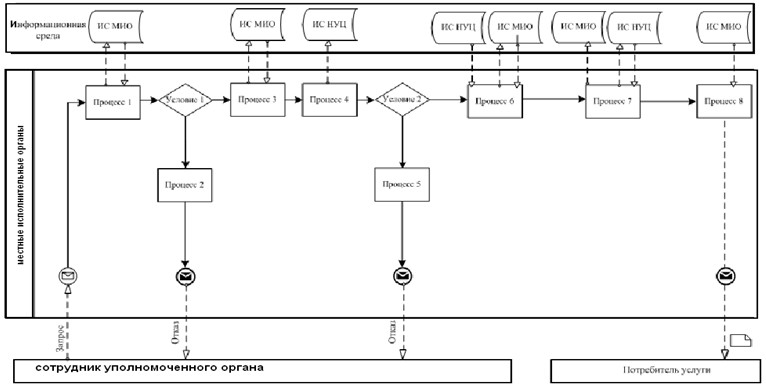 Информационная
среда
ИС МИО
ИС МИО
ИС НУЦ
ИС НУЦ
ИС МИО
ИС МИО
ИС НУЦ
ИС МИО
местные исполнительные органы
Процесс 1
Условие 1
Процесс 3
Процесс 4
Условие 2
Процесс 6
Процесс 7
Процесс 8
Процесс 2
Процесс 5
Запрос
Отказ
Отказ
сотрудник уполномоченного органа
Потребитель услуги